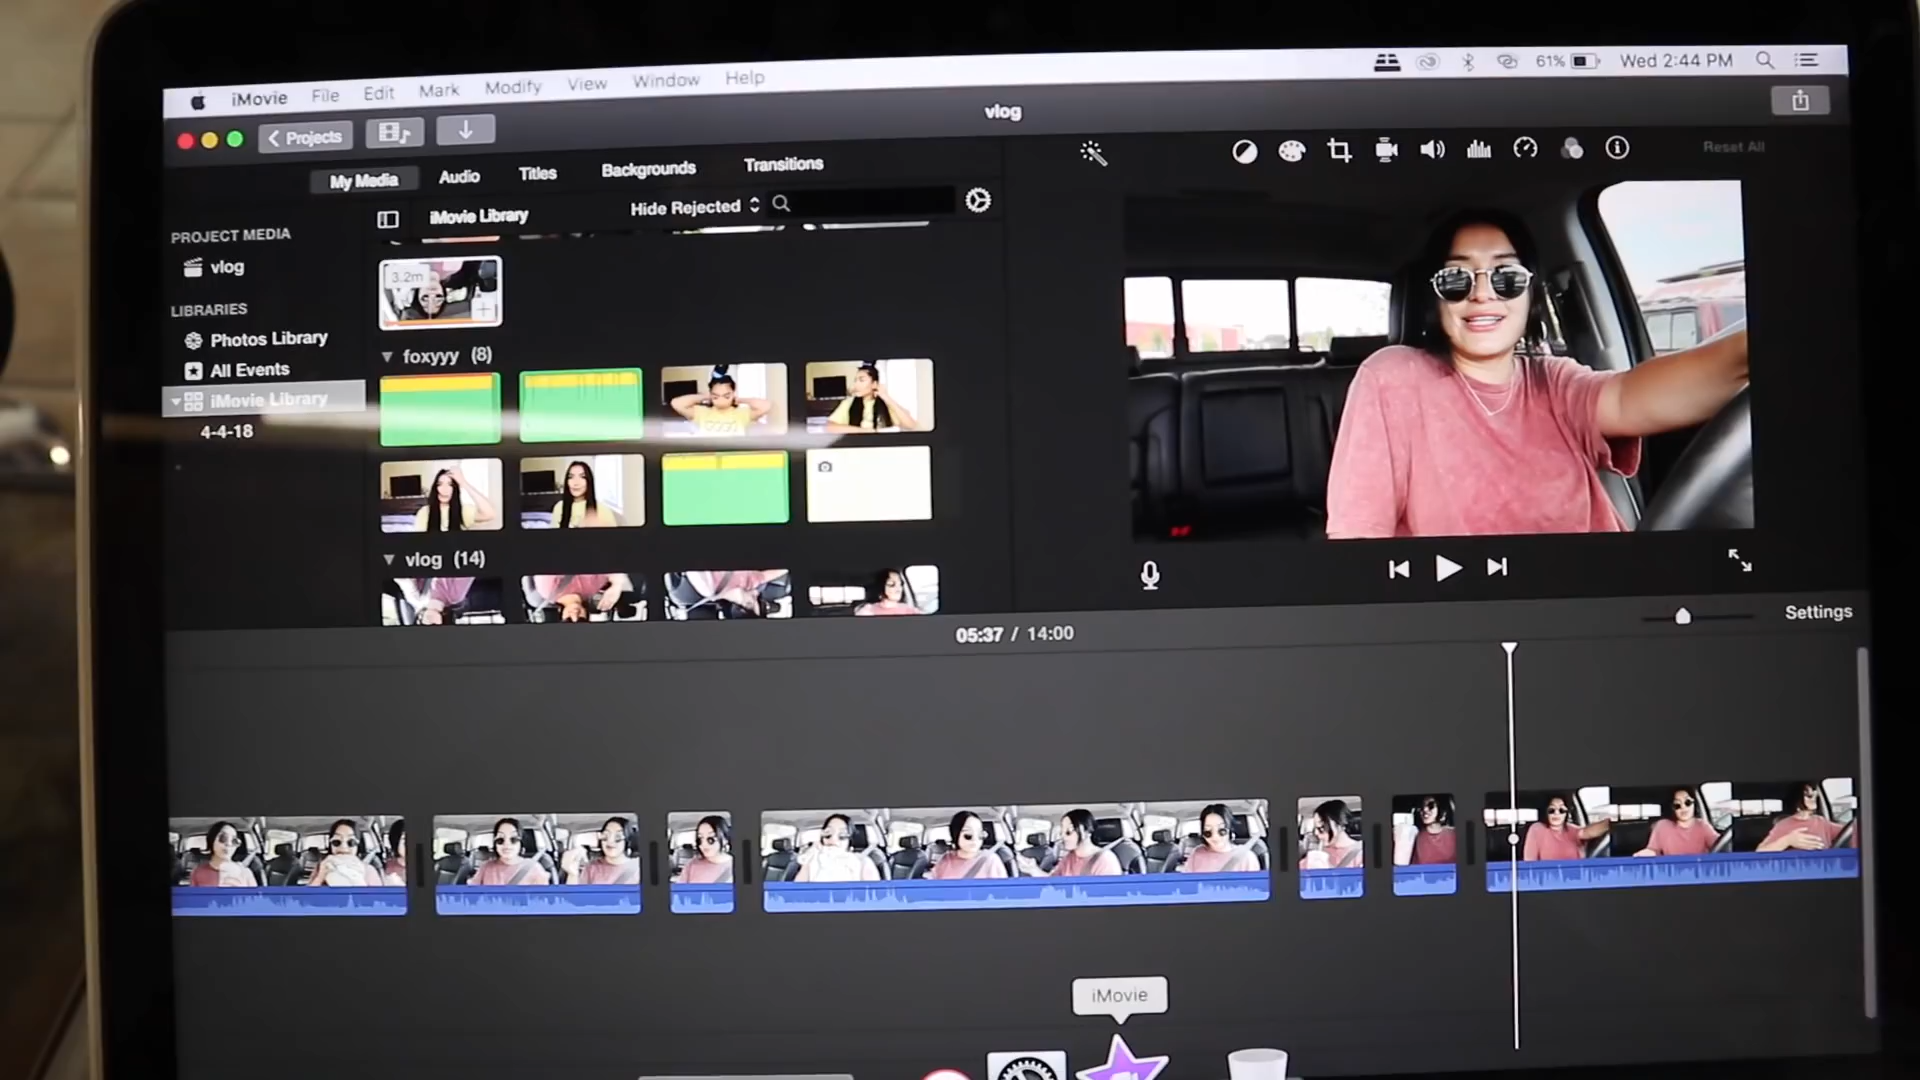 iMovie File Edit Mark Modify View Window Help 61% Wed 2:44 PM
Projects vlog
My Media Audio Titles Backgrounds Transitions Reset All
iMovie Library Hide Rejected
PROJECT MEDIA
vlog
LIBRARIES
Photos Library
All Events
iMovie Library
4-4-18
3.2m
foxyyy (8)
vlog (14)
05:37 / 14:00 Settings
iMovie